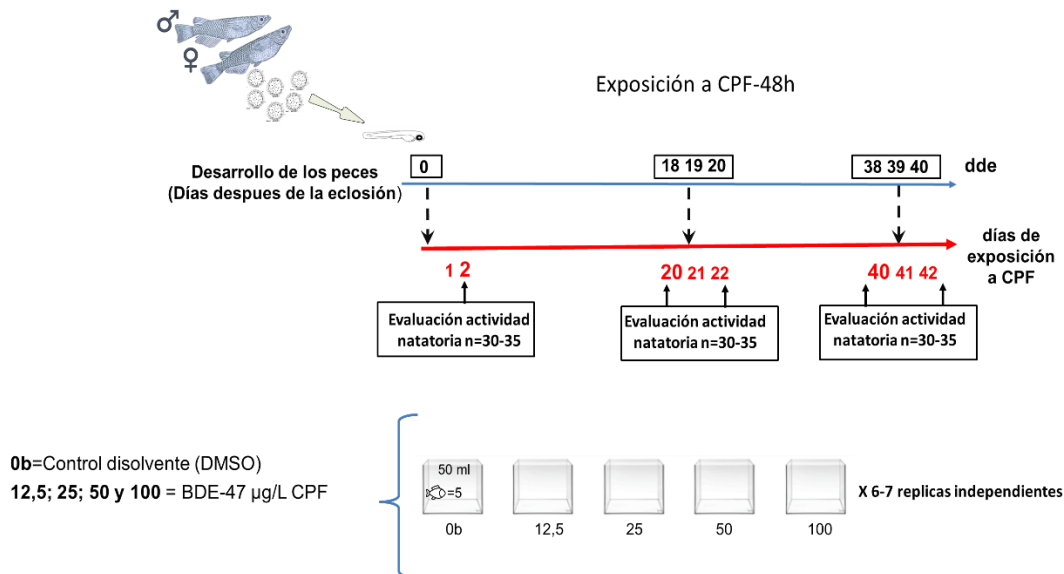 ♂
♀
Exposición a CPF-48h
Desarrollo de los peces
(Días despues de la eclosión)
0
18 19 20
38 39 40
dde
días de
exposición
a CPF
1 2
20 21 22
40 41 42
Evaluación actividad
natatoria n=30-35
Evaluación actividad
natatoria n=30-35
Evaluación actividad
natatoria n=30-35
0b=Control disolvente (DMSO)
12,5; 25; 50 y 100 = BDE-47 µg/L CPF
50 ml
=5
X 6-7 replicas independientes
0b
12,5
25
50
100